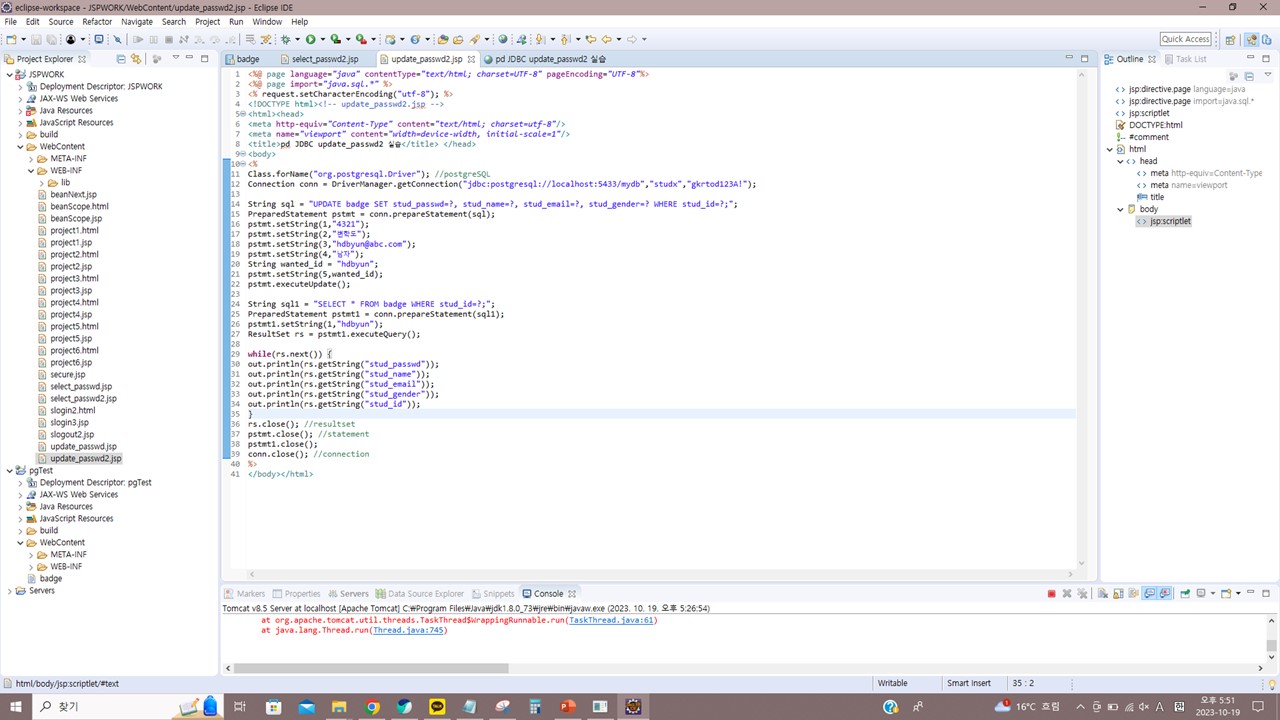 eclipse-workspace - JSPWORK/WebContent/update_passwd2.jsp - Eclipse IDE
File Edit Source Refactor Navigate Search Project Run Window Help
Quick Access
Project Explorer
JSPWORK
Deployment Descriptor: JSPWORK
JAX-WS Web Services
Java Resources
JavaScript Resources
build
WebContent
META-INF
WEB-INF
lib
beanNext.jsp
beanScope.html
beanScope.jsp
project1.html
project1.jsp
project2.html
project2.jsp
project3.html
project3.jsp
project4.html
project4.jsp
project5.html
project5.jsp
project6.html
project6.jsp
secure.jsp
select_passwd.jsp
select_passwd2.jsp
slogin2.html
slogin3.jsp
slogout2.jsp
update_passwd.jsp
update_passwd2.jsp
pgTest
Deployment Descriptor: pgTest
JAX-WS Web Services
Java Resources
JavaScript Resources
build
WebContent
META-INF
WEB-INF
badge
Servers
badge select_passwd2.jsp update_passwd2.jsp pd JDBC update_passwd2 실습
1 <%@ page language="java" contentType="text/html; charset=UTF-8" pageEncoding="UTF-8"%>
2 <%@ page import="java.sql.*" %>
3 <% request.setCharacterEncoding("utf-8"); %>
4 <!DOCTYPE html><!-- update_passwd2.jsp -->
5 <html><head>
6 <meta http-equiv="Content-Type" content="text/html; charset=utf-8"/>
7 <meta name="viewport" content="width=device-width, initial-scale=1"/>
8 <title>pd JDBC update_passwd2 실습</title> </head>
9 <body>
10 <%
11 Class.forName("org.postgresql.Driver"); //postgreSQL
12 Connection conn = DriverManager.getConnection("jdbc:postgresql://localhost:5433/mydb","studx","gkrtod123A!");
13
14 String sql = "UPDATE badge SET stud_passwd=?, stud_name=?, stud_email=?, stud_gender=? WHERE stud_id=?;";
15 PreparedStatement pstmt = conn.prepareStatement(sql);
16 pstmt.setString(1,"4321");
17 pstmt.setString(2,"변학도");
18 pstmt.setString(3,"hdbyun@abc.com");
19 pstmt.setString(4,"남자");
20 String wanted_id = "hdbyun";
21 pstmt.setString(5,wanted_id);
22 pstmt.executeUpdate();
23
24 String sql1 = "SELECT * FROM badge WHERE stud_id=?;";
25 PreparedStatement pstmt1 = conn.prepareStatement(sql1);
26 pstmt1.setString(1,"hdbyun");
27 ResultSet rs = pstmt1.executeQuery();
28
29 while(rs.next()) {
30 out.println(rs.getString("stud_passwd"));
31 out.println(rs.getString("stud_name"));
32 out.println(rs.getString("stud_email"));
33 out.println(rs.getString("stud_gender"));
34 out.println(rs.getString("stud_id"));
35 }
36 rs.close(); //resultset
37 pstmt.close(); //statement
38 pstmt1.close();
39 conn.close(); //connection
40 %>
41 </body></html>
Outline Task List
jsp:directive.page language=java
jsp:directive.page import=java.sql.*
jsp:scriptlet
DOCTYPE:html
#comment
html
head
meta http-equiv=Content-Type
meta name=viewport
title
body
jsp:scriptlet
Markers Properties Servers Data Source Explorer Snippets Console
Tomcat v8.5 Server at localhost [Apache Tomcat] C:₩Program Files₩Java₩jdk1.8.0_73₩jre₩bin₩javaw.exe (2023. 10. 19. 오후 5:26:54)
at org.apache.tomcat.util.threads.TaskThread$WrappingRunnable.run(TaskThread.java:61)
at java.lang.Thread.run(Thread.java:745)
html/body/jsp:scriptlet/#text Writable Smart Insert 35 : 2
찾기
16°C 흐림
A
오후 5:51
2023-10-19